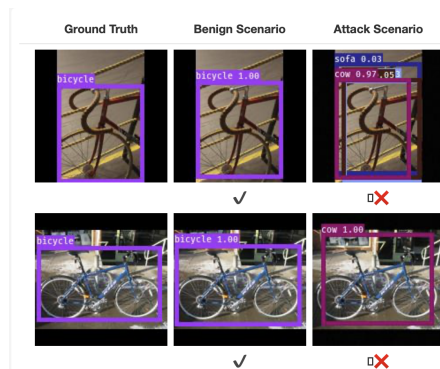 Ground Truth Benign Scenario Attack Scenario
sofa 0.03
bicycle bicycle 1.00 cow 0.97 .053
✓ ▯❌
bicycle bicycle 1.00 cow 1.00
✓ ▯❌